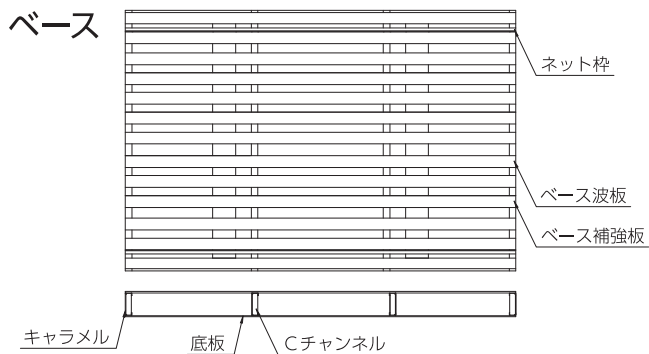 ベース
ネット枠
ベース波板
ベース補強板
キャラメル
底板
Cチャンネル